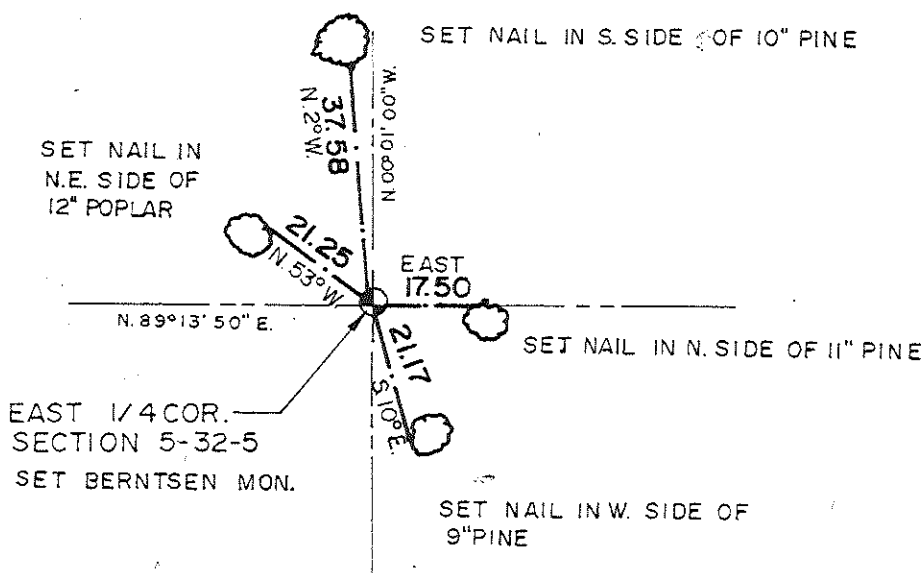 SET NAIL IN S. SIDE OF 10" PINE
N. 2° W.
37.58
N 00°01'00" W.
SET NAIL IN
N.E. SIDE OF
12" POPLAR
21.25
N. 53° W.
EAST
17.50
N. 89° 13' 50" E.
SET NAIL IN N. SIDE OF 11" PINE
21.17
S 10° E.
EAST 1/4 COR.
SECTION 5-32-5
SET BERNTSEN MON.
SET NAIL IN W. SIDE OF
9" PINE